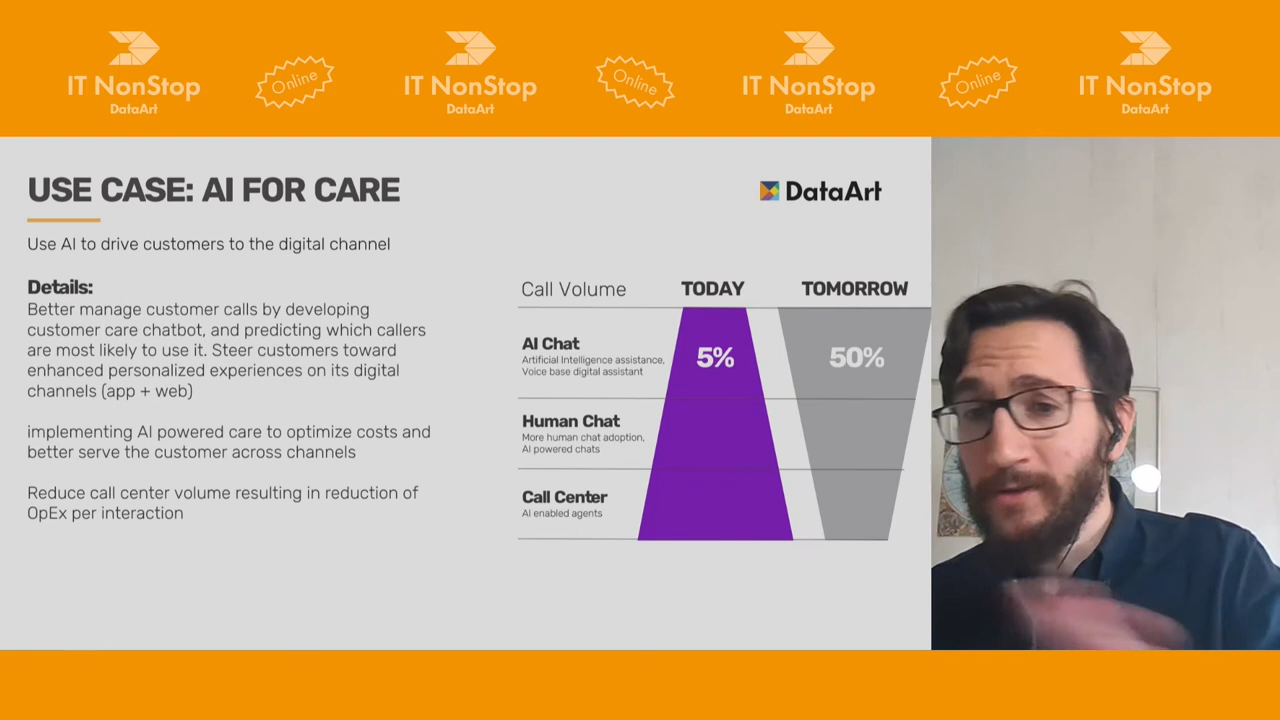 IT NonStop
DataArt
Online
IT NonStop
DataArt
Online
IT NonStop
DataArt
Online
IT NonStop
DataArt
USE CASE: AI FOR CARE
DataArt
Use AI to drive customers to the digital channel
Details:
Better manage customer calls by developing
customer care chatbot, and predicting which callers
are most likely to use it. Steer customers toward
enhanced personalized experiences on its digital
channels (app + web)
implementing AI powered care to optimize costs and
better serve the customer across channels
Reduce call center volume resulting in reduction of
OpEx per interaction
Call Volume TODAY TOMORROW
AI Chat
Artificial Intelligence assistance,
Voice base digital assistant
5% 50%
Human Chat
More human chat adoption,
AI powered chats
Call Center
AI enabled agents